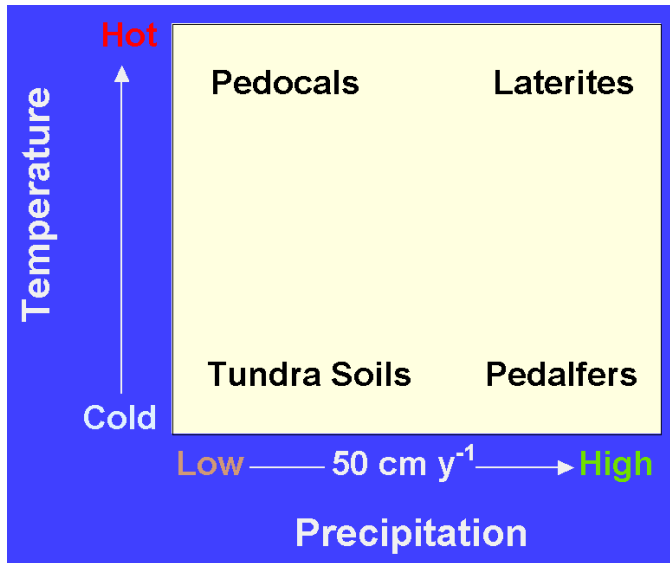 Hot
Pedocals Laterites
Temperature
Tundra Soils Pedalfers
Cold
Low 50 cm y⁻¹ High
Precipitation